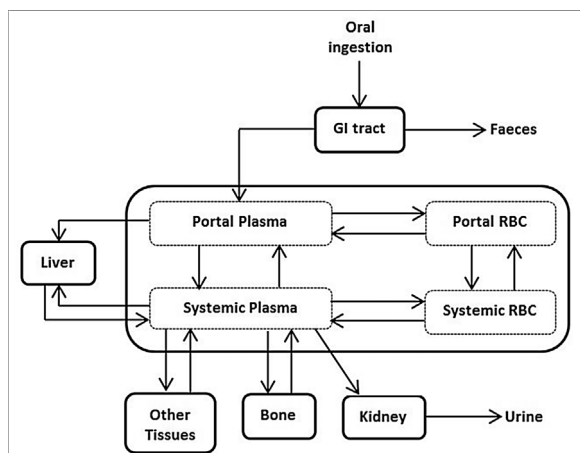 Oral
ingestion
GI tract
Faeces
Portal Plasma
Portal RBC
Liver
Systemic Plasma
Systemic RBC
Other
Tissues
Bone
Kidney
Urine